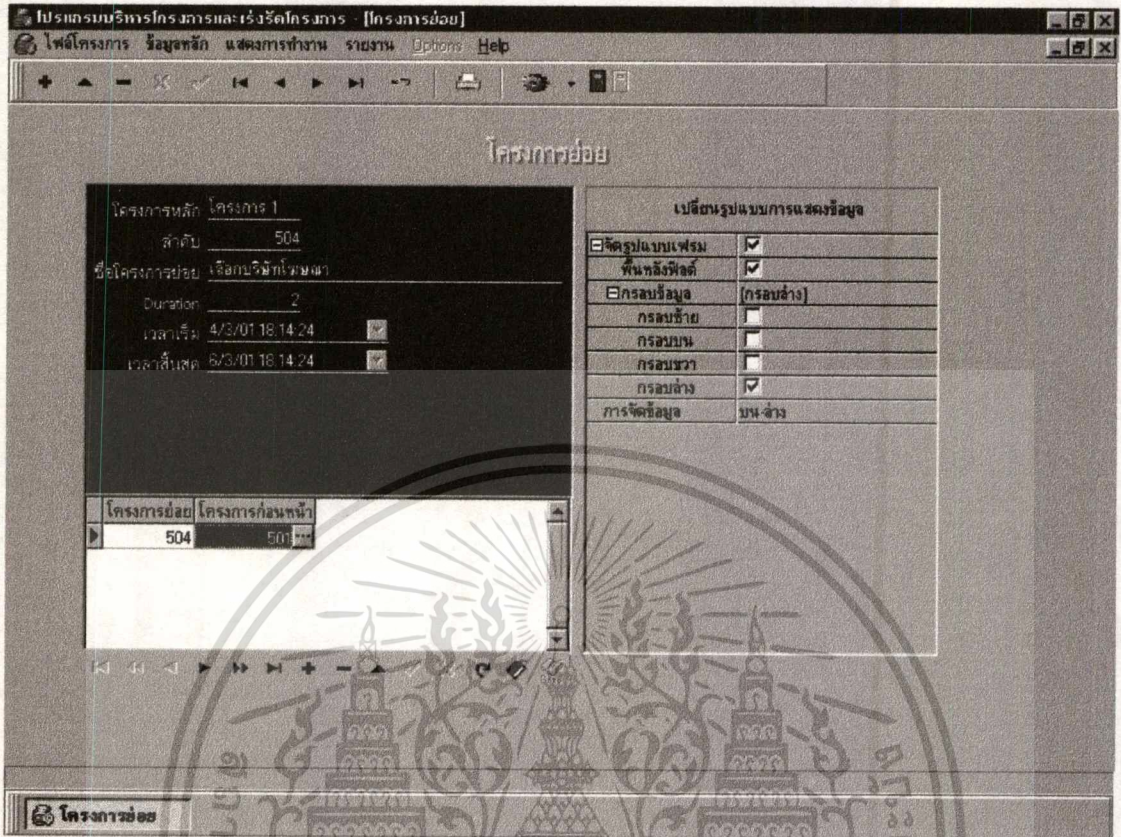 โปรแกรมบริหารโครงการและเร่งรัดโครงการ - [โครงการย่อย]
ไฟล์โครงการ ข้อมูลหลัก แสดงการทำงาน รายงาน Options Help
โครงการย่อย
โครงการหลัก โครงการ 1
ลำดับ 504
ชื่อโครงการย่อย เลือกบริษัทโฆษณา
Duration 2
เวลาเริ่ม 4/3/01 18:14:24
เวลาสิ้นสุด 6/3/01 18:14:24
เปลี่ยนรูปแบบการแสดงข้อมูล
จัดรูปแบบเฟรม
พื้นหลังฟิลด์
กรอบข้อมูล [กรอบล่าง]
กรอบซ้าย
กรอบบน
กรอบขวา
กรอบล่าง
การจัดข้อมูล บน-ล่าง
โครงการย่อย โครงการก่อนหน้า
504 501
โครงการย่อย